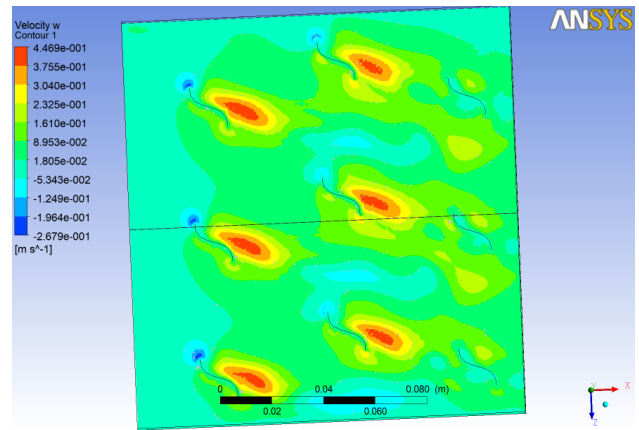 Velocity w
Contour 1
4.469e-001
3.755e-001
3.040e-001
2.325e-001
1.610e-001
8.953e-002
1.805e-002
-5.343e-002
-1.249e-001
-1.964e-001
-2.679e-001
[m s^-1]
ANSYS
0 0.04 0.080 (m)
0.02 0.060
Y X
Z